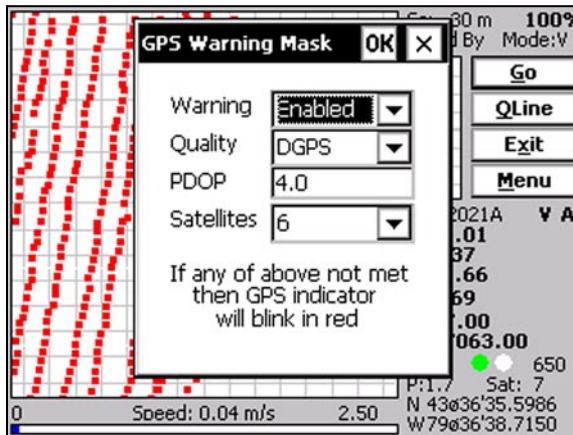 30 m 100%
GPS Warning Mask OK ×
By Mode:V
Go
Warning Enabled
QLine
Quality DGPS
Exit
PDOP 4.0
Menu
Satellites 6
2021A V A
.01
37
.66
If any of above not met
69
then GPS indicator
.00
will blink in red
063.00
650
P:1.7 Sat: 7
0 Speed: 0.04 m/s 2.50
N 43ø36'35.5986
W79ø36'38.7150